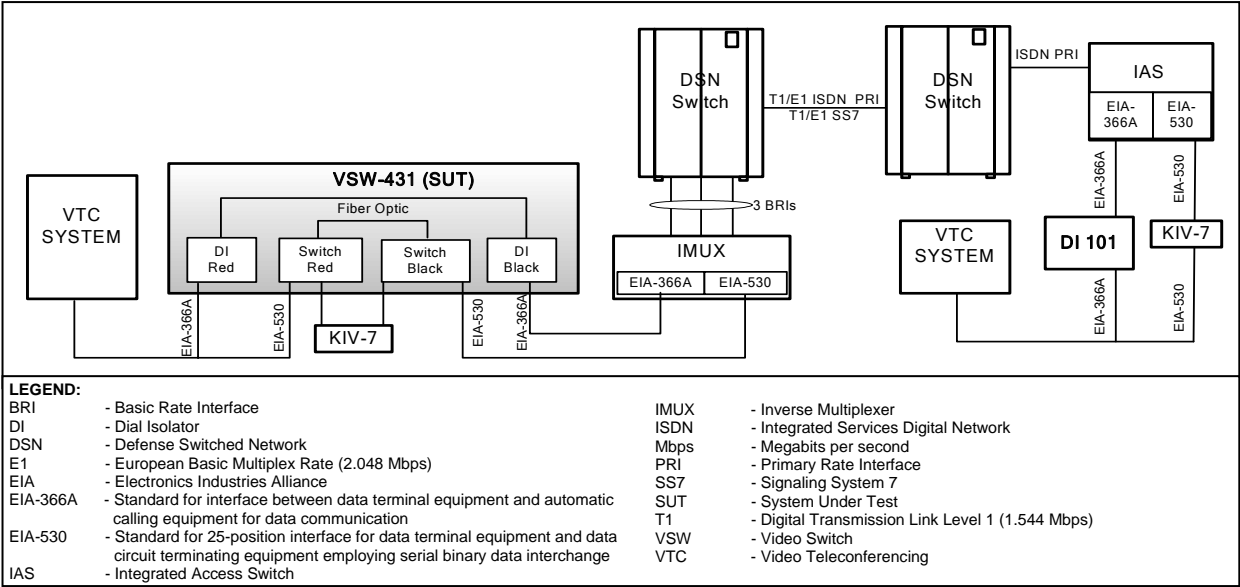 DSN
Switch
T1/E1 ISDN PRI
T1/E1 SS7
DSN
Switch
ISDN PRI
IAS
EIA-
366A
EIA-
530
EIA-366A
EIA-530
VTC
SYSTEM
VSW-431 (SUT)
Fiber Optic
DI
Red
Switch
Red
Switch
Black
DI
Black
EIA-366A
EIA-530
KIV-7
EIA-530
EIA-366A
3 BRIs
IMUX
EIA-366A
EIA-530
VTC
SYSTEM
DI 101
KIV-7
EIA-366A
EIA-530
LEGEND:
BRI - Basic Rate Interface
DI - Dial Isolator
DSN - Defense Switched Network
E1 - European Basic Multiplex Rate (2.048 Mbps)
EIA - Electronics Industries Alliance
EIA-366A - Standard for interface between data terminal equipment and automatic
calling equipment for data communication
EIA-530 - Standard for 25-position interface for data terminal equipment and data
circuit terminating equipment employing serial binary data interchange
IAS - Integrated Access Switch
IMUX - Inverse Multiplexer
ISDN - Integrated Services Digital Network
Mbps - Megabits per second
PRI - Primary Rate Interface
SS7 - Signaling System 7
SUT - System Under Test
T1 - Digital Transmission Link Level 1 (1.544 Mbps)
VSW - Video Switch
VTC - Video Teleconferencing